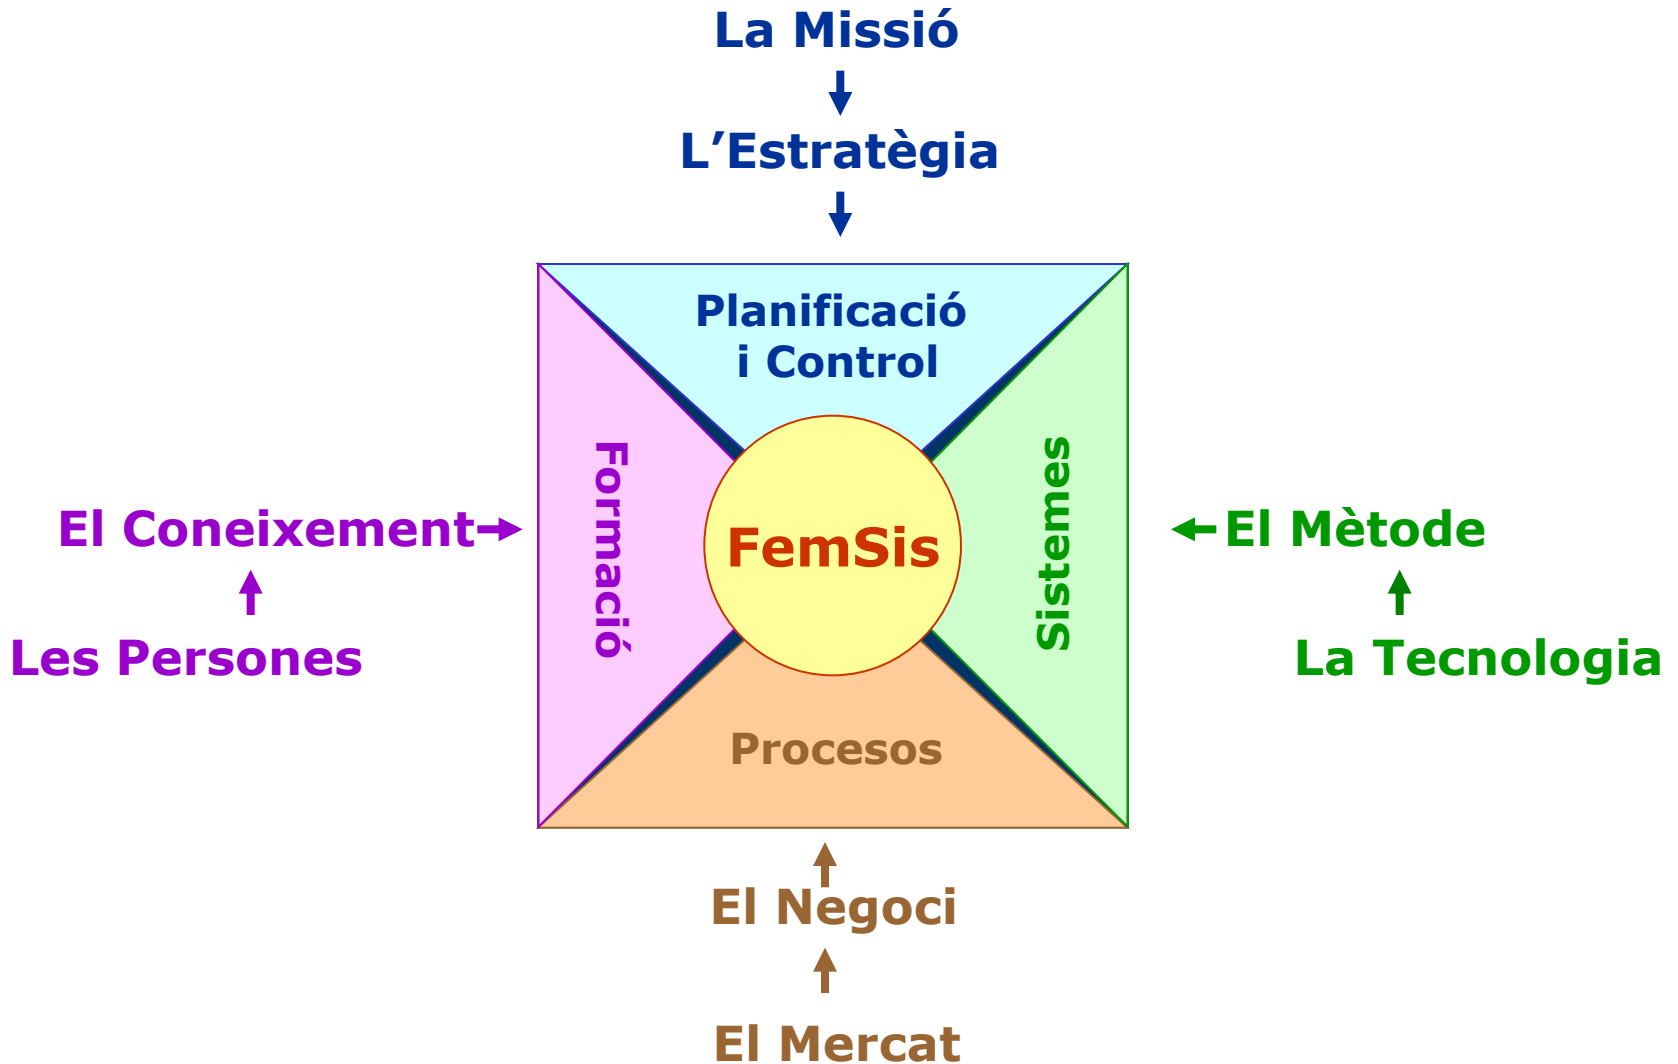 La Missió
L’Estratègia
Planificació
i Control
Formació
Sistemes
El Coneixement
FemSis
El Mètode
Les Persones
La Tecnologia
Procesos
El Negoci
El Mercat